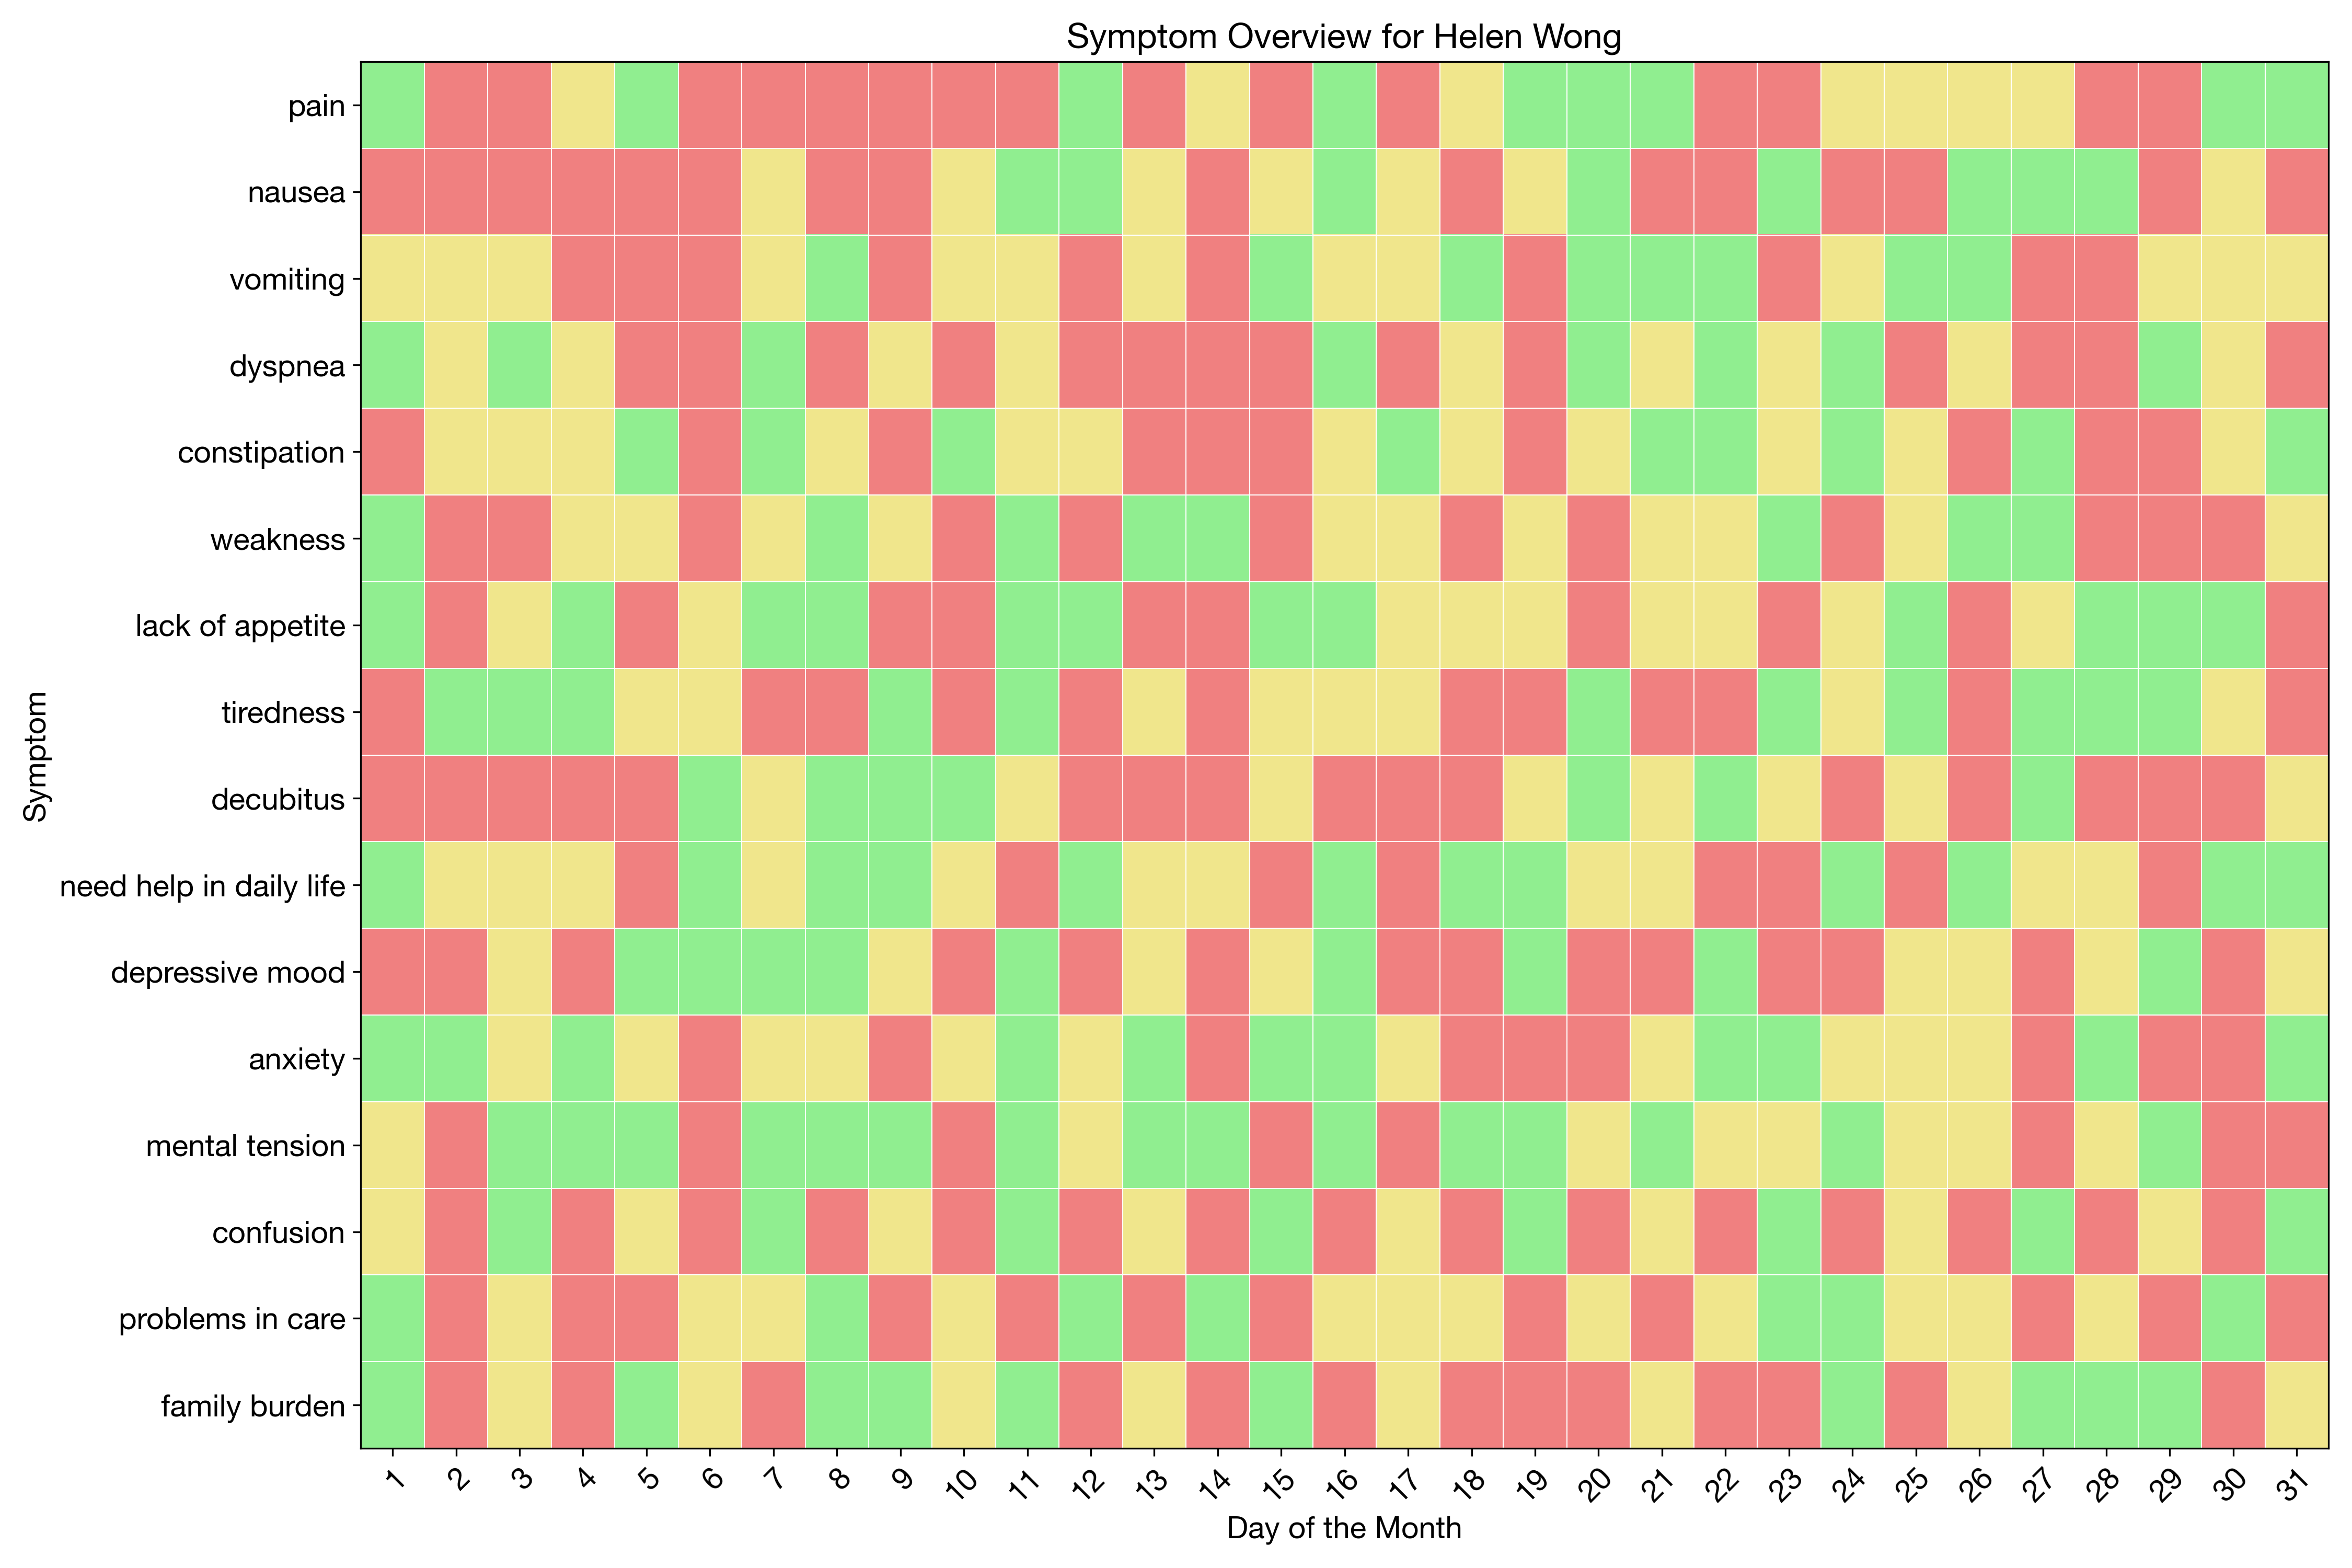 Symptom Overview for Helen Wong
pain
nausea
vomiting
dyspnea
constipation
weakness
lack of appetite
tiredness
decubitus
need help in daily life
depressive mood
anxiety
mental tension
confusion
problems in care
family burden
Symptom
1 2 3 4 5 6 7 8 9 10 11 12 13 14 15 16 17 18 19 20 21 22 23 24 25 26 27 28 29 30 31
Day of the Month